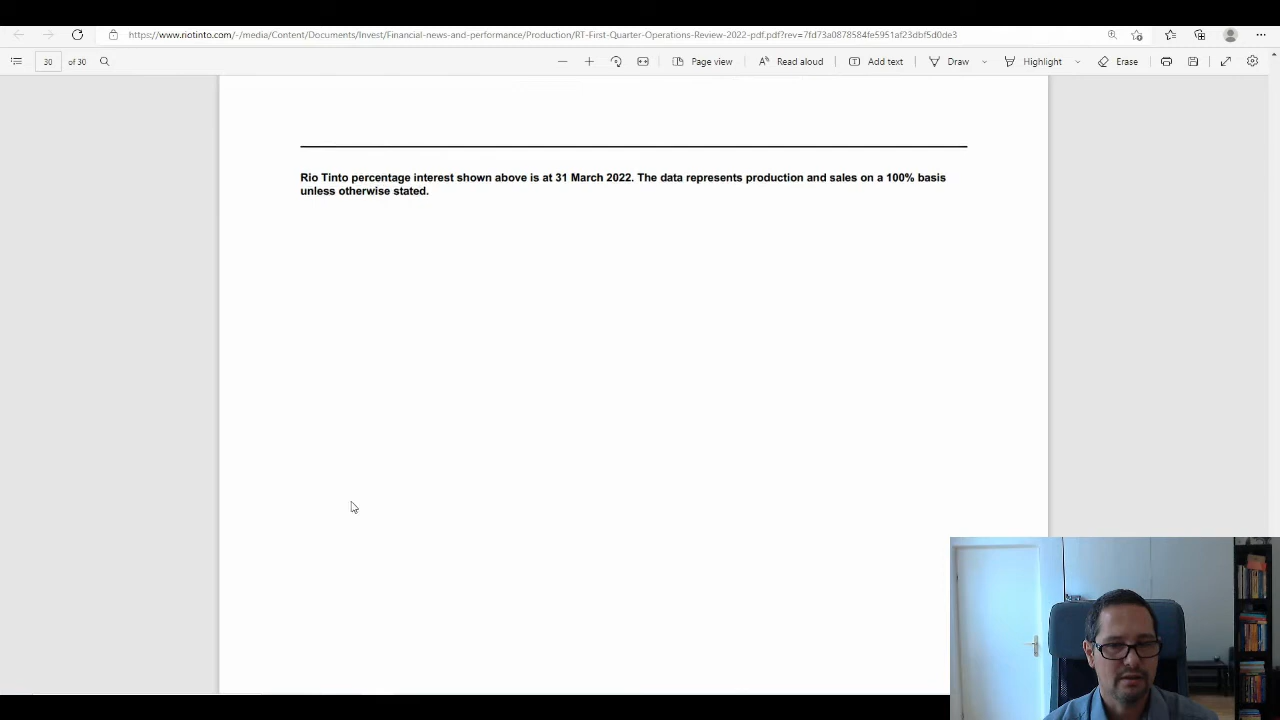 https://www.riotinto.com/-/media/Content/Documents/Invest/Financial-news-and-performance/Production/RT-First-Quarter-Operations-Review-2022-pdf.pdf?rev=7fd73a0878584fe5951af23dbf5d0de3
30 of 30 Page view Read aloud Add text Draw Highlight Erase
Rio Tinto percentage interest shown above is at 31 March 2022. The data represents production and sales on a 100% basis
unless otherwise stated.